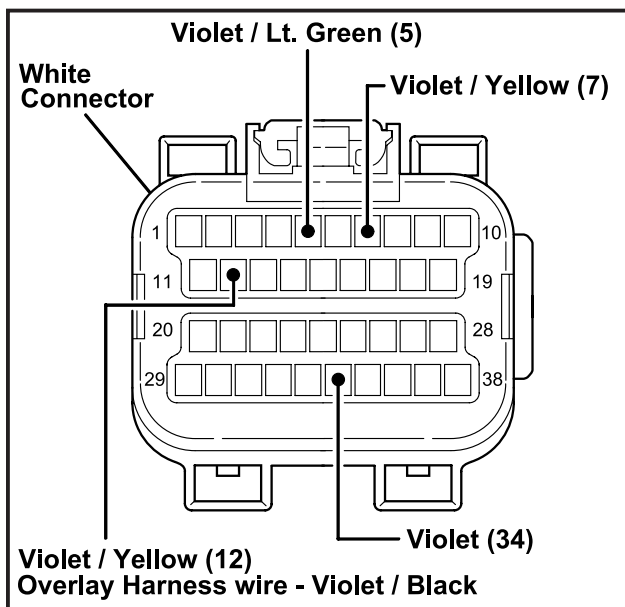 Violet / Lt. Green (5)
White
Connector
Violet / Yellow (7)
1
10
11
19
20
28
29
38
Violet (34)
Violet / Yellow (12)
Overlay Harness wire - Violet / Black